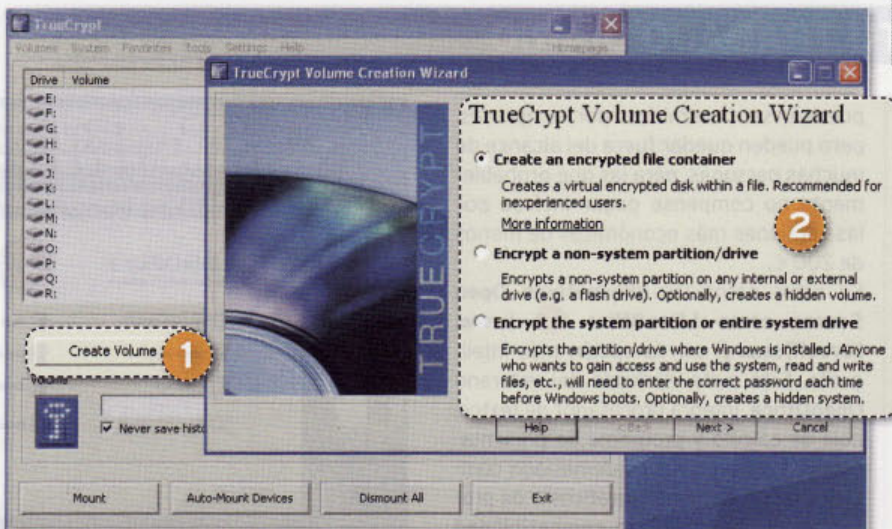 TrueCrypt
Volumes System Favorites Tools Settings Help Homepage
Drive Volume
E:
F:
G:
H:
I:
J:
K:
L:
M:
N:
O:
P:
Q:
R:
Create Volume
1
Volume
Never save histo
Mount
Auto-Mount Devices
Dismount All
Exit
TrueCrypt Volume Creation Wizard
TRUECRYPT
TrueCrypt Volume Creation Wizard
Create an encrypted file container
Creates a virtual encrypted disk within a file. Recommended for
inexperienced users.
More information
2
Encrypt a non-system partition/drive
Encrypts a non-system partition on any internal or external
drive (e.g. a flash drive). Optionally, creates a hidden volume.
Encrypt the system partition or entire system drive
Encrypts the partition/drive where Windows is installed. Anyone
who wants to gain access and use the system, read and write
files, etc., will need to enter the correct password each time
before Windows boots. Optionally, creates a hidden system.
Help
Next >
Cancel